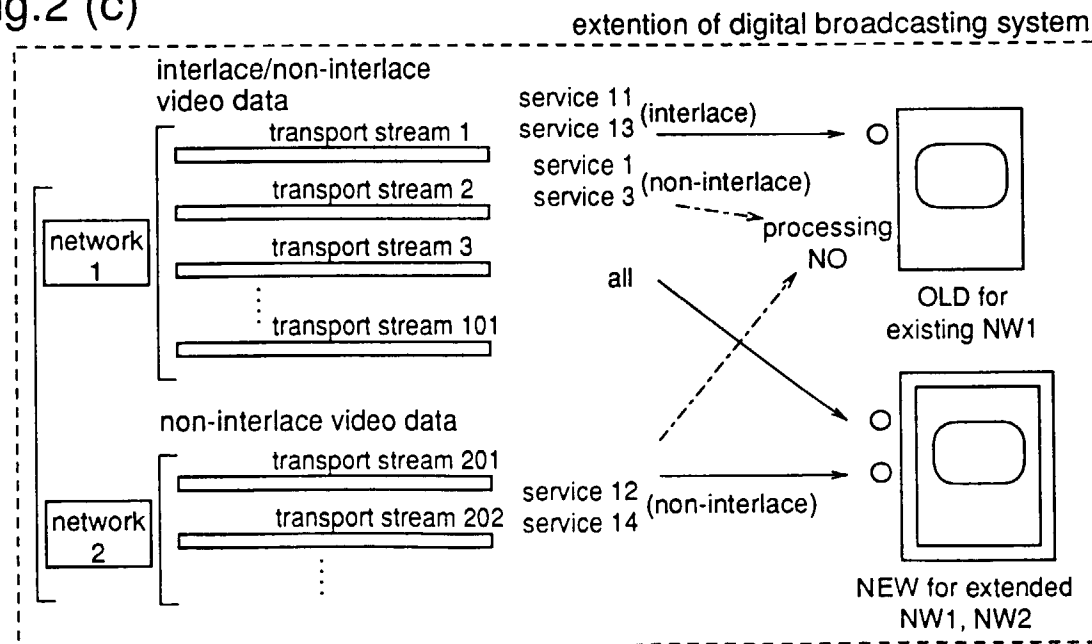 ig.2 (c)
extention of digital broadcasting system
interlace/non-interlace
video data
transport stream 1
transport stream 2
transport stream 3
transport stream 101
network
1
service 11
service 13
(interlace)
service 1
service 3
(non-interlace)
processing
NO
all
OLD for
existing NW1
non-interlace video data
transport stream 201
transport stream 202
network
2
service 12
service 14
(non-interlace)
NEW for extended
NW1, NW2